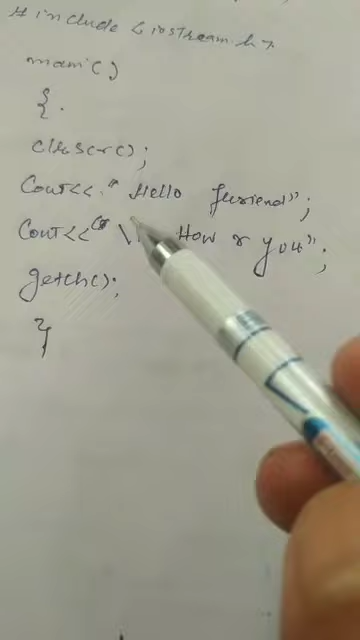 #include <iostream.h>
main()
{.
clrscr();
Cout<<"Hello friend";
Cout<<"\ How r you";
getch();
}